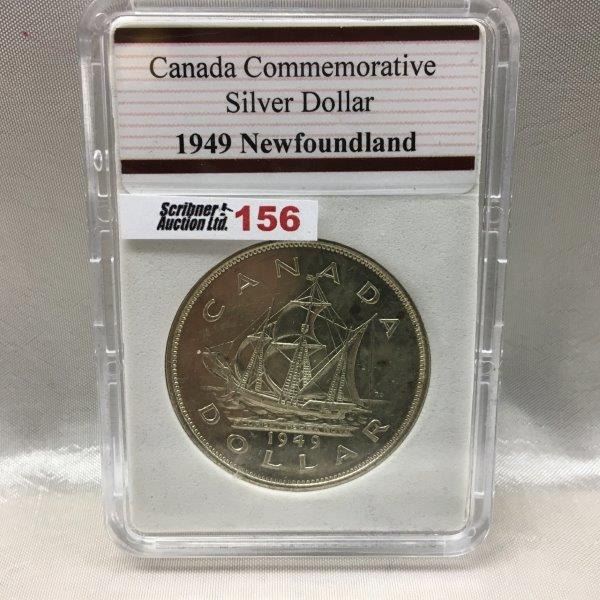 Canada Commemorative
Silver Dollar
1949 Newfoundland
Scribner
Auction Ltd.
156
CANADA
1949
DOLLAR